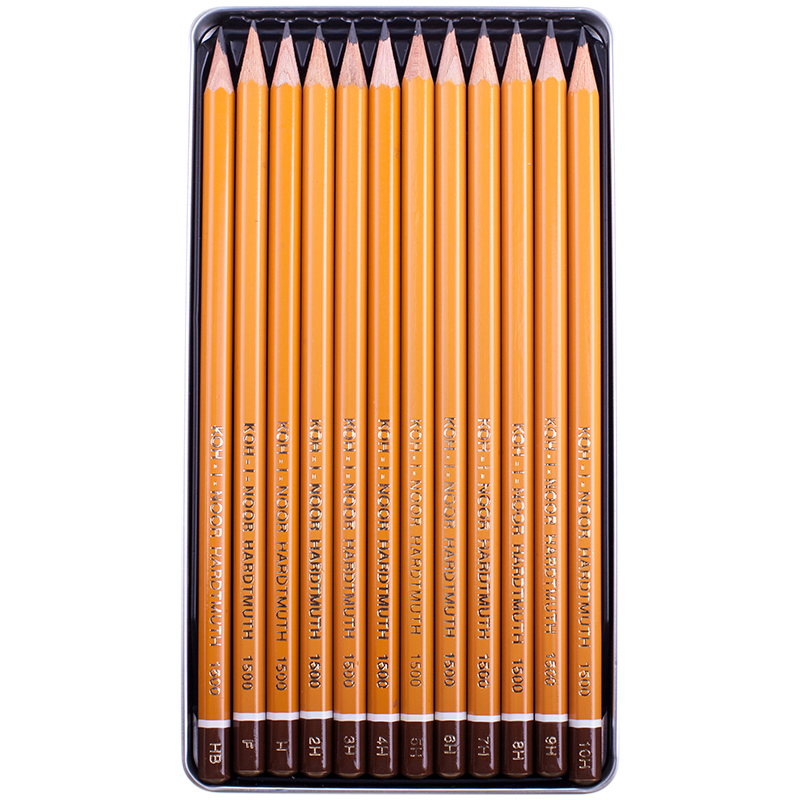 KOH-I-NOOR HARDTMUTH 1500 HB
KOH-I-NOOR HARDTMUTH 1500 F
KOH-I-NOOR HARDTMUTH 1500 H
KOH-I-NOOR HARDTMUTH 1500 2H
KOH-I-NOOR HARDTMUTH 1500 3H
KOH-I-NOOR HARDTMUTH 1500 4H
KOH-I-NOOR HARDTMUTH 1500 5H
KOH-I-NOOR HARDTMUTH 1500 6H
KOH-I-NOOR HARDTMUTH 1500 7H
KOH-I-NOOR HARDTMUTH 1500 8H
KOH-I-NOOR HARDTMUTH 1500 9H
KOH-I-NOOR HARDTMUTH 1500 10H